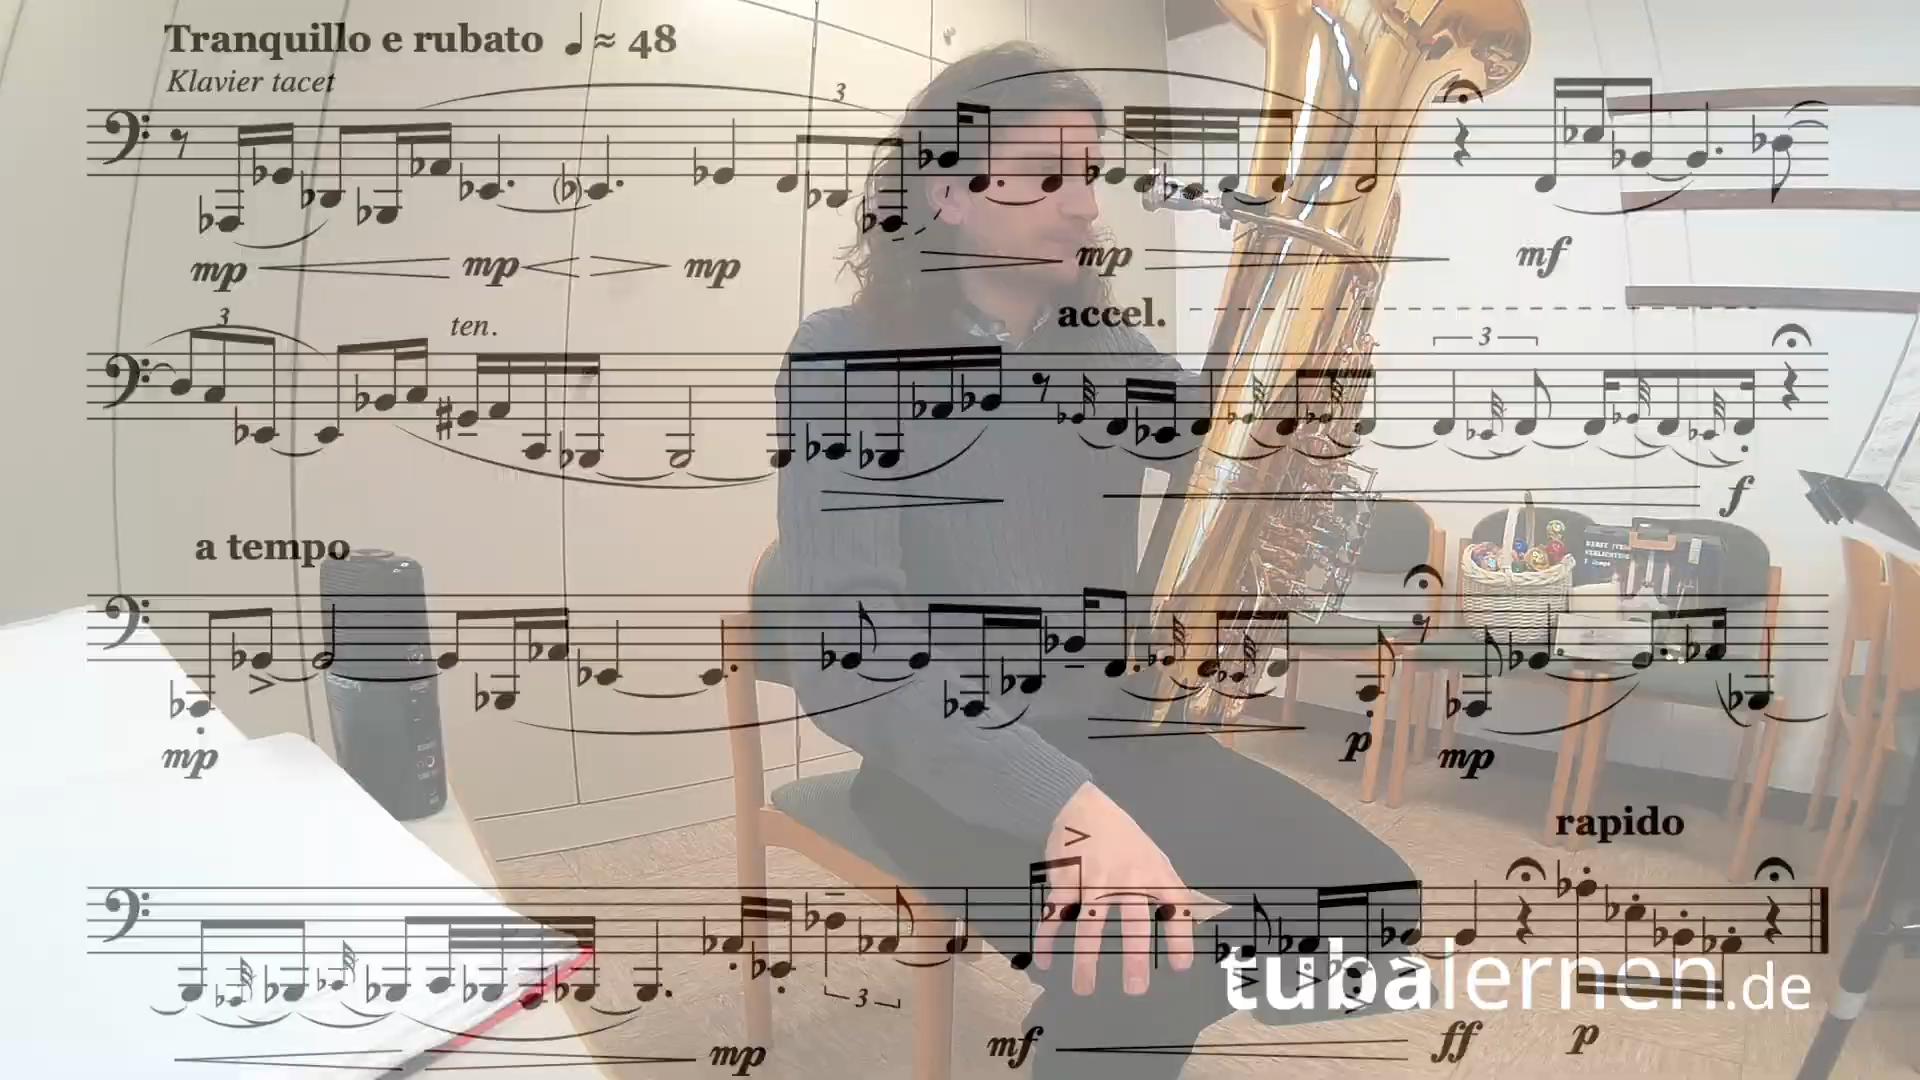 Tranquillo e rubato ♩ ≈ 48
Klavier tacet
3
mp mp mp mp mf
accel.
3 ten. 3
f
a tempo
mp p mp
rapido
3
tubalernen.de
mp mf ff p